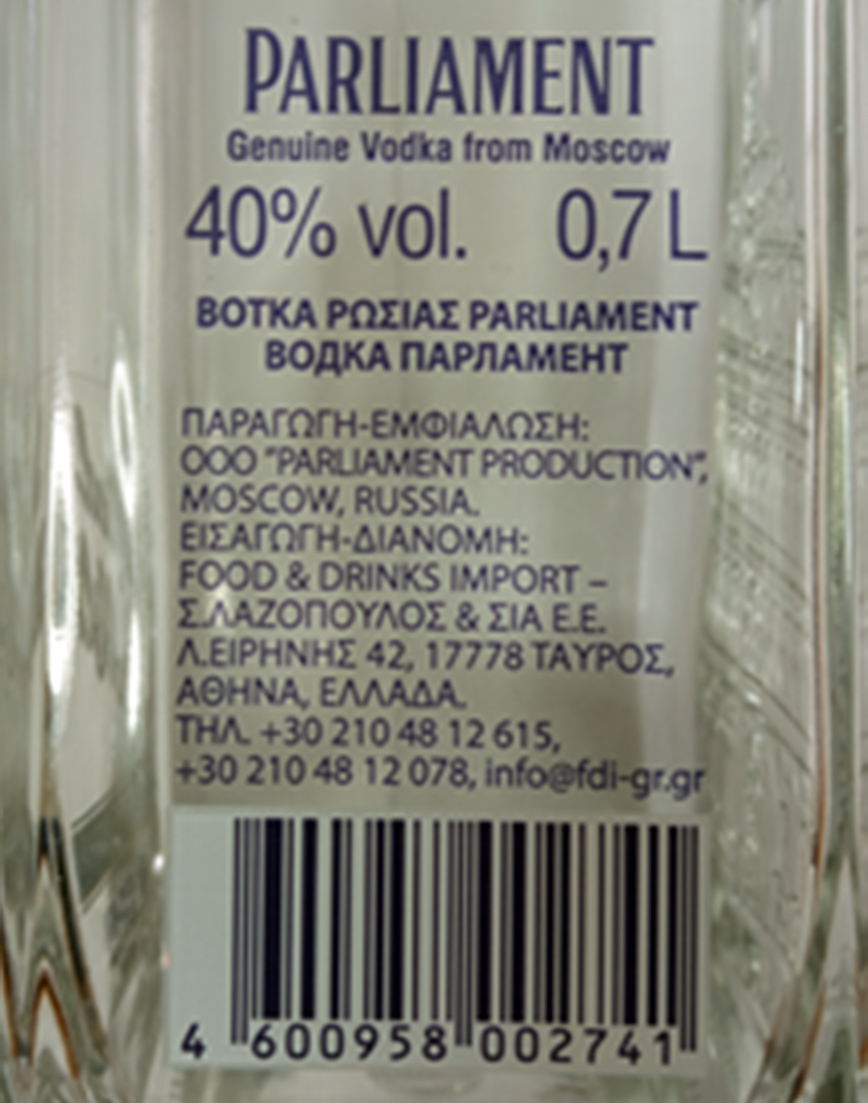 PARLIAMENT
Genuine Vodka from Moscow
40% vol. 0,7 L
ΒΟΤΚΑ ΡΩΣΙΑΣ PARLIAMENT
ВОДКА ПАРЛАМЕНТ
ΠΑΡΑΓΩΓΗ-ΕΜΦΙΑΛΩΣΗ:
OOO "PARLIAMENT PRODUCTION",
MOSCOW, RUSSIA.
ΕΙΣΑΓΩΓΗ-ΔΙΑΝΟΜΗ:
FOOD & DRINKS IMPORT –
Σ.ΛΑΖΟΠΟΥΛΟΣ & ΣΙΑ Ε.Ε.
Λ.ΕΙΡΗΝΗΣ 42, 17778 ΤΑΥΡΟΣ,
ΑΘΗΝΑ, ΕΛΛΑΔΑ.
ΤΗΛ. +30 210 48 12 615,
+30 210 48 12 078, info@fdi-gr.gr
4 600958 002741